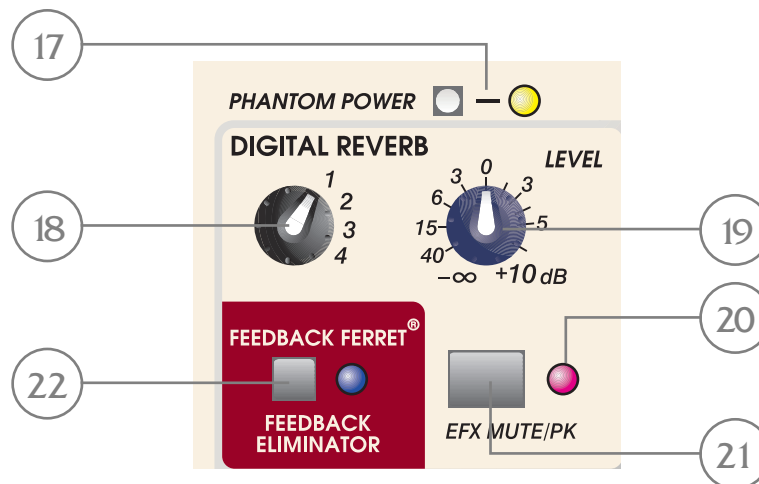 17
PHANTOM POWER
DIGITAL REVERB
LEVEL
18
1
2
3
4
40
15
6
3
0
3
5
-∞
+10 dB
19
FEEDBACK FERRET®
20
22
FEEDBACK
ELIMINATOR
EFX MUTE/PK
21